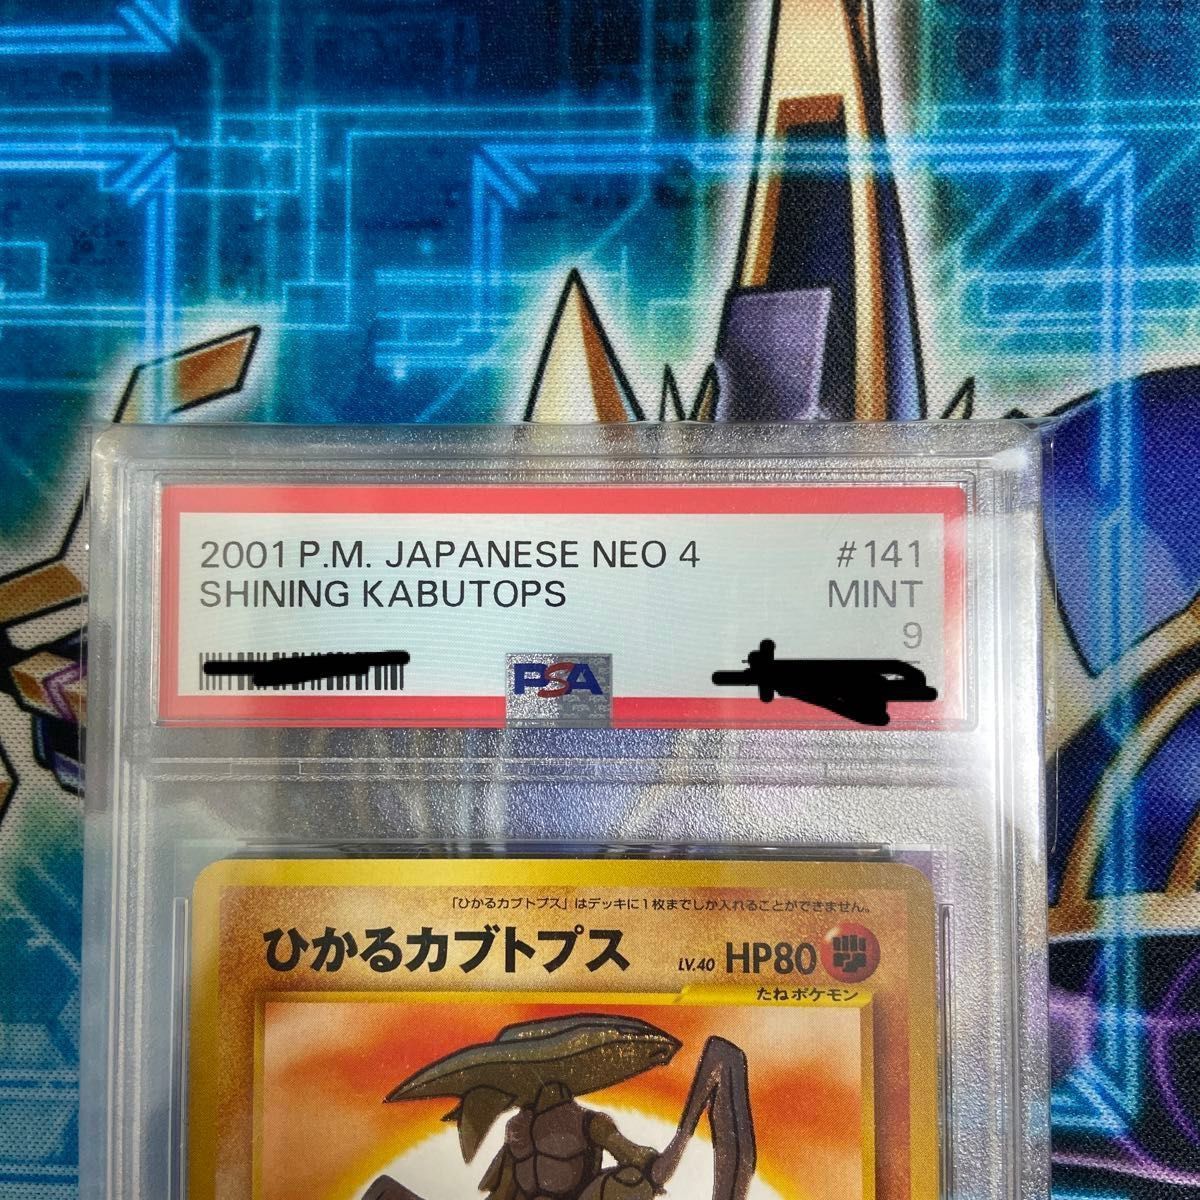 2001 P.M. JAPANESE NEO 4 #141
SHINING KABUTOPS MINT
9
PSA
「ひかるカブトプス」はデッキに1枚までしか入れることができません。
ひかるカブトプス LV.40 HP80
たねポケモン